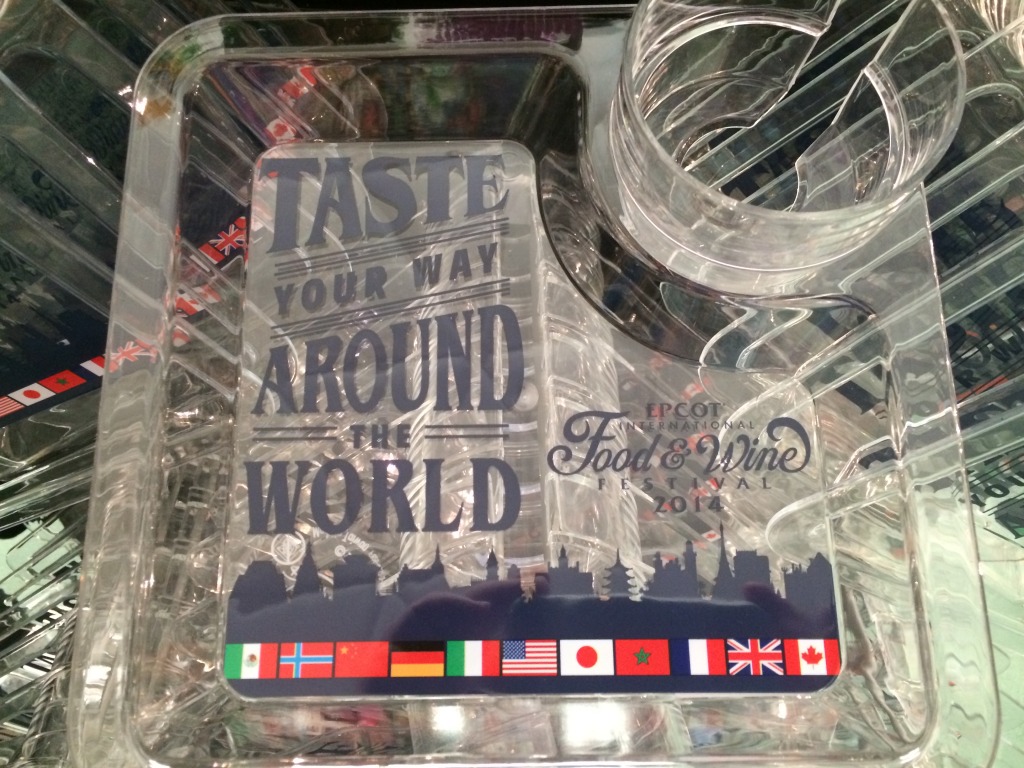 TASTE
YOUR WAY
AROUND
THE
WORLD
EPCOT
INTERNATIONAL
Food & Wine
FESTIVAL
2014